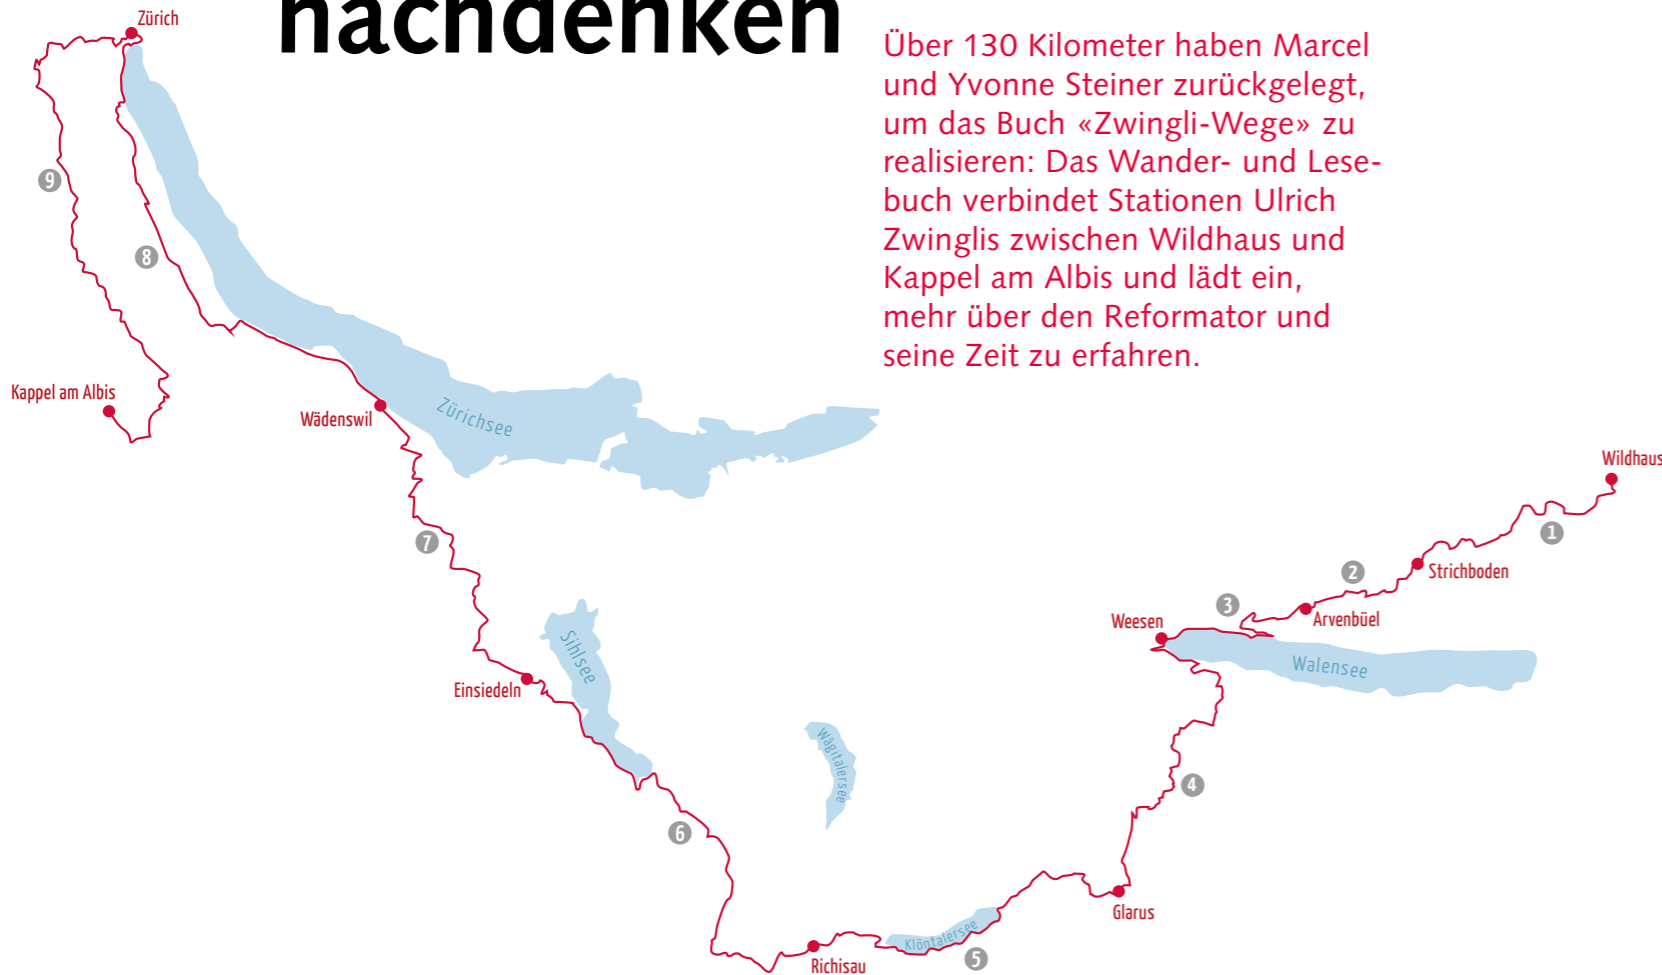 nachdenken
Über 130 Kilometer haben Marcel
und Yvonne Steiner zurückgelegt,
um das Buch «Zwingli-Wege» zu
realisieren: Das Wander- und Lese-
buch verbindet Stationen Ulrich
Zwinglis zwischen Wildhaus und
Kappel am Albis und lädt ein,
mehr über den Reformator und
seine Zeit zu erfahren.
Zürich
9
8
Kappel am Albis
Wädenswil
Zürichsee
Wildhaus
1
7
2
Strichboden
3
Arvenbüel
Weesen
Walensee
Sihlsee
Einsiedeln
Wägitalersee
4
6
Glarus
Klöntalersee
5
Richisau